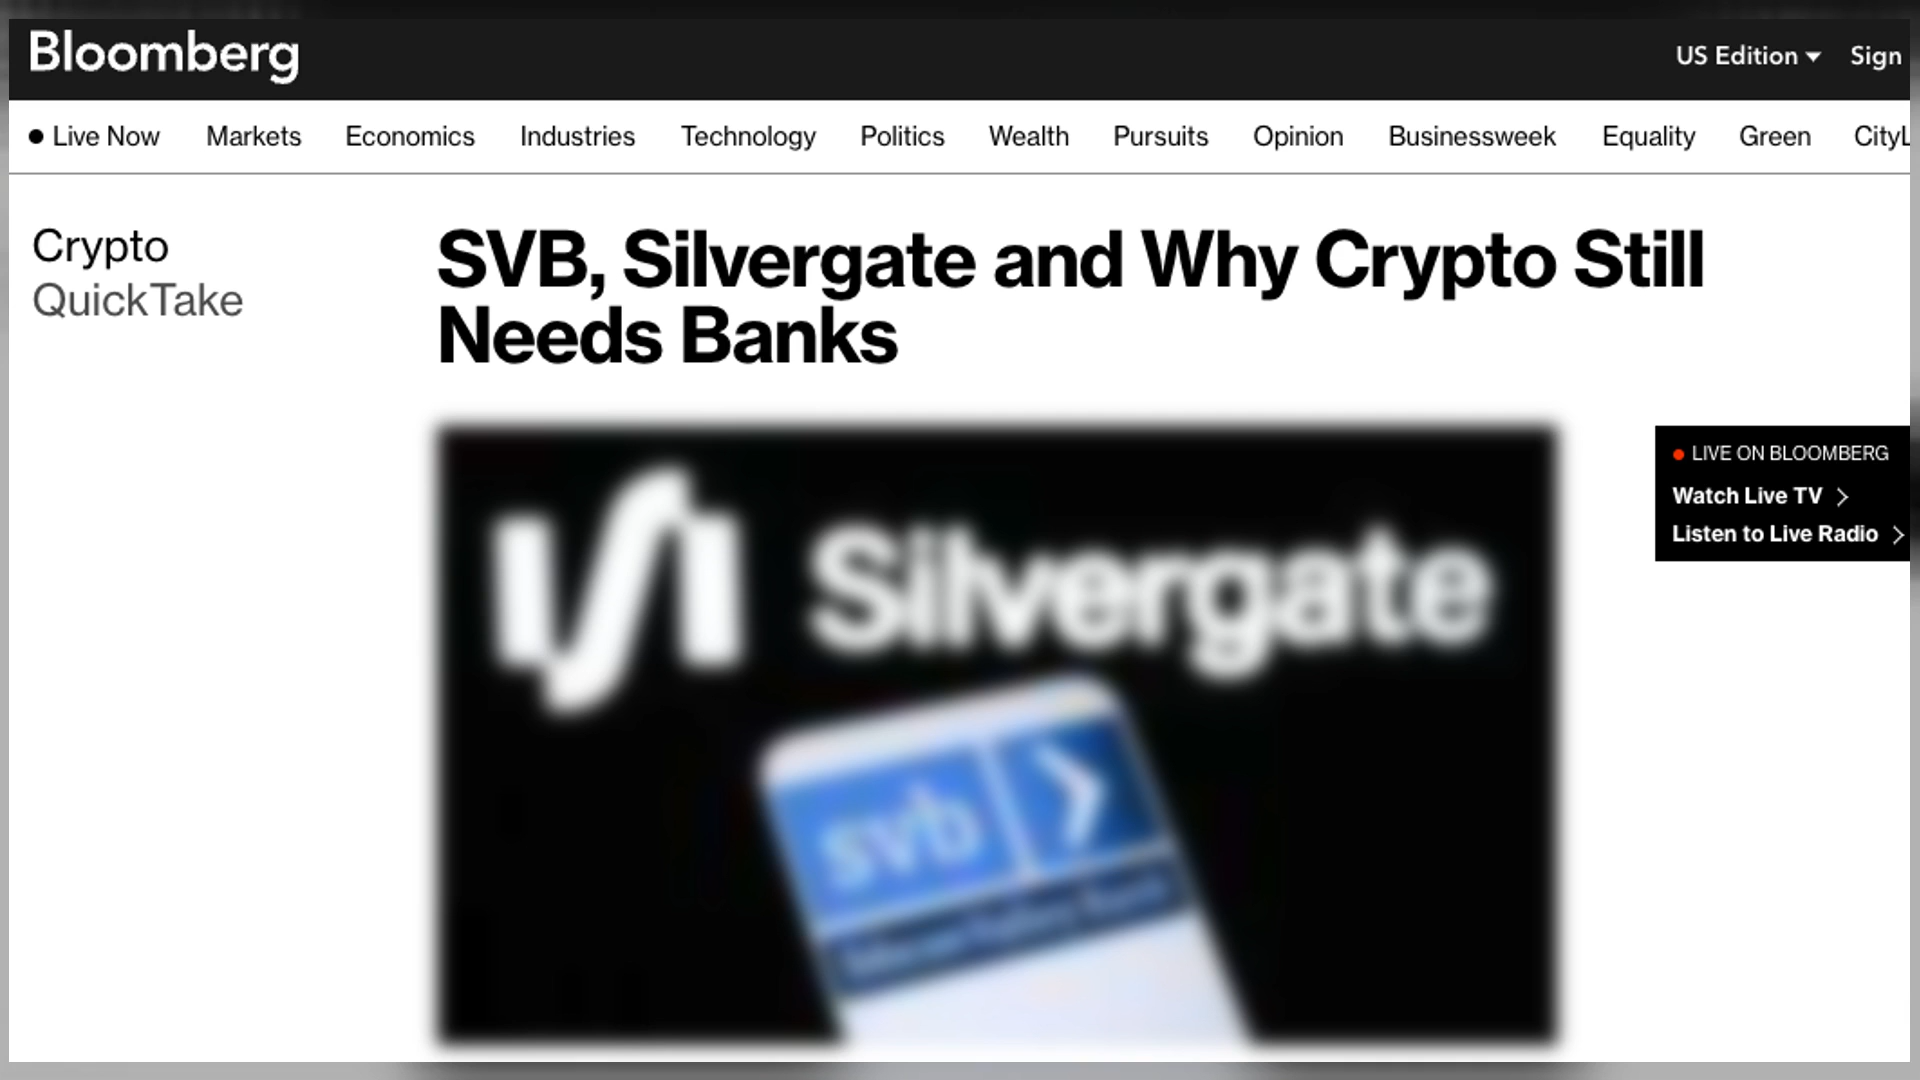 Bloomberg
US Edition
Sign
Live Now
Markets
Economics
Industries
Technology
Politics
Wealth
Pursuits
Opinion
Businessweek
Equality
Green
CityL
Crypto
QuickTake
SVB, Silvergate and Why Crypto Still
Needs Banks
Silvergate
svb
LIVE ON BLOOMBERG
Watch Live TV
Listen to Live Radio